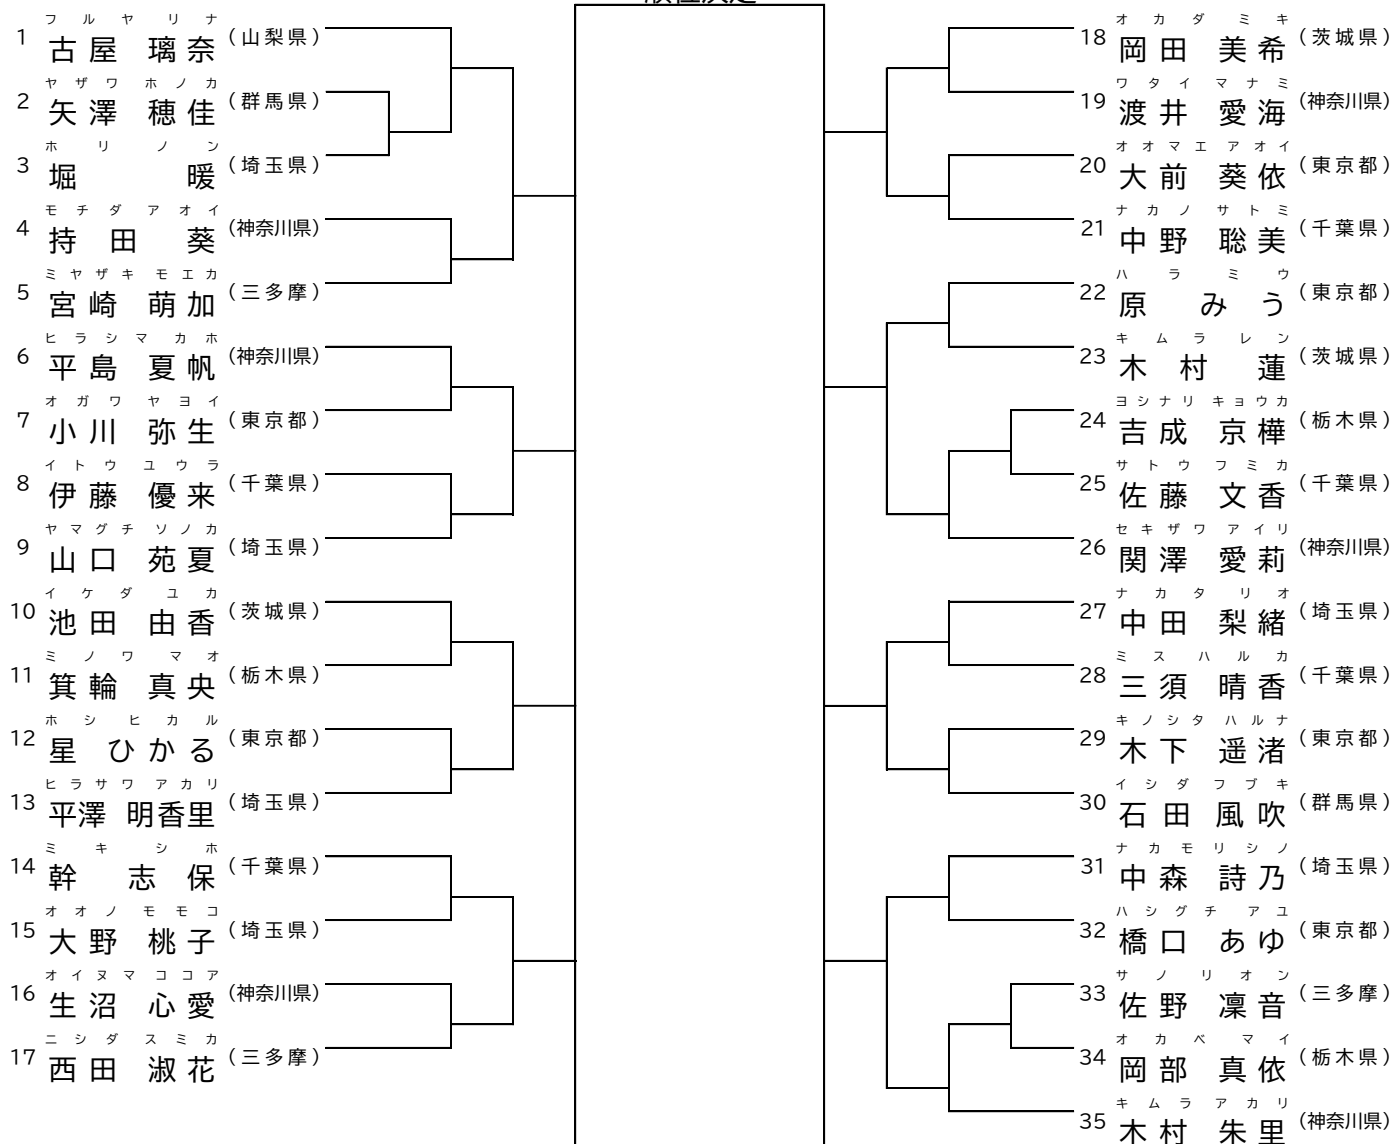 フルヤ リナ
1 古屋 璃奈 (山梨県)
ヤザワ ホノカ
2 矢澤 穂佳 (群馬県)
ホリ ノン
3 堀 暖 (埼玉県)
モチダ アオイ
4 持田 葵 (神奈川県)
ミヤザキ モエカ
5 宮崎 萌加 (三多摩)
ヒラシマ カホ
6 平島 夏帆 (神奈川県)
オガワ ヤヨイ
7 小川 弥生 (東京都)
イトウ ユウラ
8 伊藤 優来 (千葉県)
ヤマグチ ソノカ
9 山口 苑夏 (埼玉県)
イケダ ユカ
10 池田 由香 (茨城県)
ミノワ マオ
11 箕輪 真央 (栃木県)
ホシ ヒカル
12 星 ひかる (東京都)
ヒラサワ アカリ
13 平澤 明香里 (埼玉県)
ミキ シホ
14 幹 志保 (千葉県)
オオノ モモコ
15 大野 桃子 (埼玉県)
オイヌマ ココア
16 生沼 心愛 (神奈川県)
ニシダ スミカ
17 西田 淑花 (三多摩)
オカダ ミキ
18 岡田 美希 (茨城県)
ワタイ マナミ
19 渡井 愛海 (神奈川県)
オオマエ アオイ
20 大前 葵依 (東京都)
ナカノ サトミ
21 中野 聡美 (千葉県)
ハラ ミウ
22 原 みう (東京都)
キムラ レン
23 木村 蓮 (茨城県)
ヨシナリ キョウカ
24 吉成 京樺 (栃木県)
サトウ フミカ
25 佐藤 文香 (千葉県)
セキザワ アイリ
26 関澤 愛莉 (神奈川県)
ナカタ リオ
27 中田 梨緒 (埼玉県)
ミス ハルカ
28 三須 晴香 (千葉県)
キノシタ ハルナ
29 木下 遥渚 (東京都)
イシダ フブキ
30 石田 風吹 (群馬県)
ナカモリ シノ
31 中森 詩乃 (埼玉県)
ハシグチ アユ
32 橋口 あゆ (東京都)
サノ リオン
33 佐野 凜音 (三多摩)
オカベ マイ
34 岡部 真依 (栃木県)
キムラ アカリ
35 木村 朱里 (神奈川県)